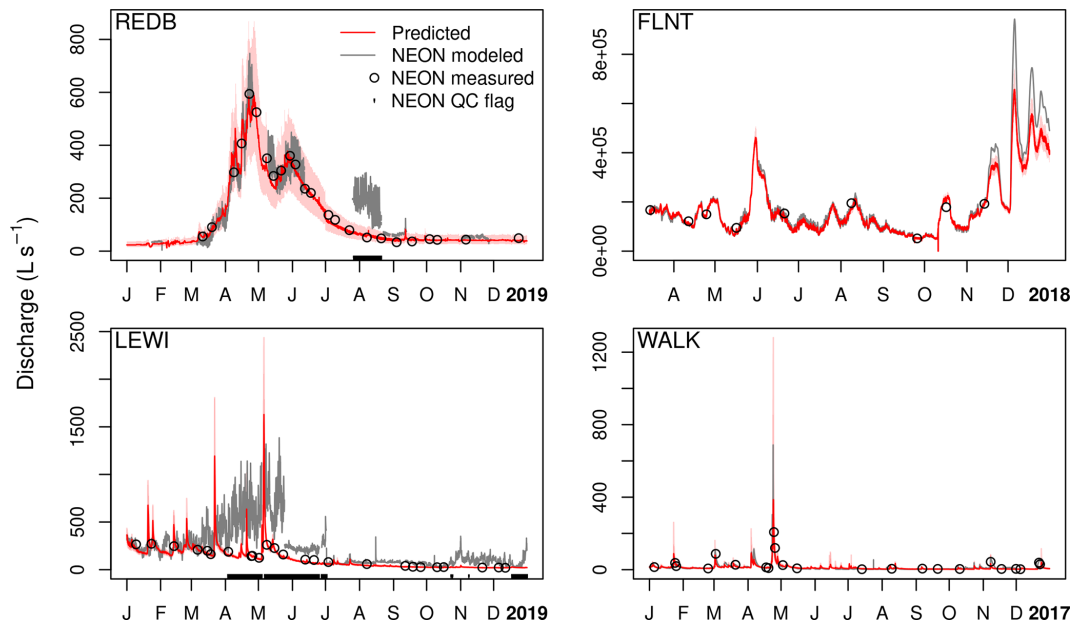 Discharge (L s⁻¹)
REDB
Predicted
NEON modeled
NEON measured
NEON QC flag
800
600
400
200
0
J F M A M J J A S O N D 2019
FLNT
8e+05
4e+05
0e+00
A M J J A S O N D 2018
LEWI
2500
1500
500
0
J F M A M J J A S O N D 2019
WALK
1200
800
400
0
J F M A M J J A S O N D 2017